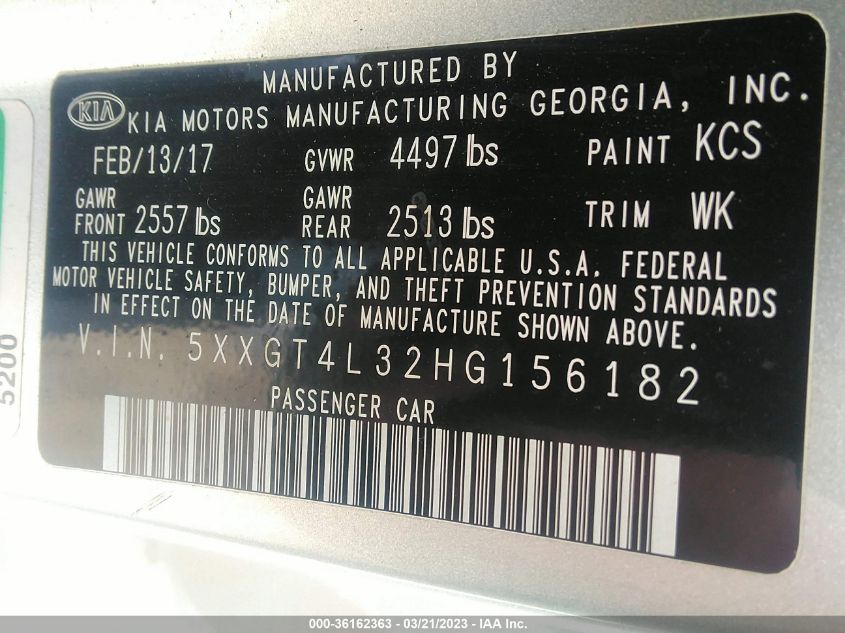 MANUFACTURED BY
KIA KIA MOTORS MANUFACTURING GEORGIA, INC.
FEB/13/17 GVWR 4497 lbs PAINT KCS
GAWR FRONT 2557 lbs GAWR REAR 2513 lbs TRIM WK
THIS VEHICLE CONFORMS TO ALL APPLICABLE U.S.A. FEDERAL
MOTOR VEHICLE SAFETY, BUMPER, AND THEFT PREVENTION STANDARDS
IN EFFECT ON THE DATE OF MANUFACTURE SHOWN ABOVE.
V.I.N. 5XXGT4L32HG156182
PASSENGER CAR
5200
000-36162363 - 03/21/2023 - IAA Inc.